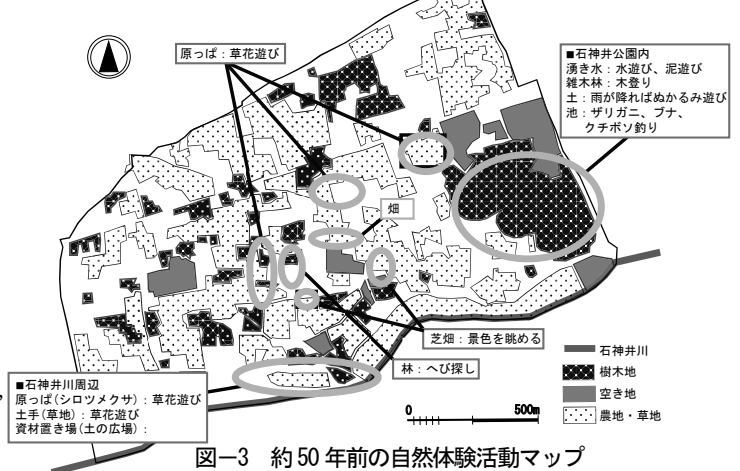 原っぱ：草花遊び
■石神井公園内
湧き水：水遊び、泥遊び
雑木林：木登り
土：雨が降ればぬかるみ遊び
池：ザリガニ、フナ、
クチボソ釣り
畑
芝畑：景色を眺める
林：へび探し
■石神井川周辺
原っぱ(シロツメクサ)：草花遊び
土手(草地)：草花遊び
資材置き場(土の広場)：
石神井川
樹木地
空き地
農地・草地
0 500m
図－3 約50年前の自然体験活動マップ